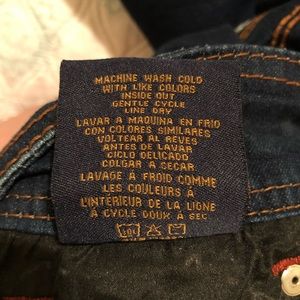 MACHINE WASH COLD
WITH LIKE COLORS
INSIDE OUT
GENTLE CYCLE
LINE DRY
LAVAR A MAQUINA EN FRIO
CON COLORES SIMILARES
VOLTEAR AL REVES
ANTES DE LAVAR
CICLO DELICADO
COLGAR A SECAR
LAVAGE À FROID COMME
LES COULEURS À
L'INTÉRIEUR DE LA LIGNE
À CYCLE DOUX À SEC